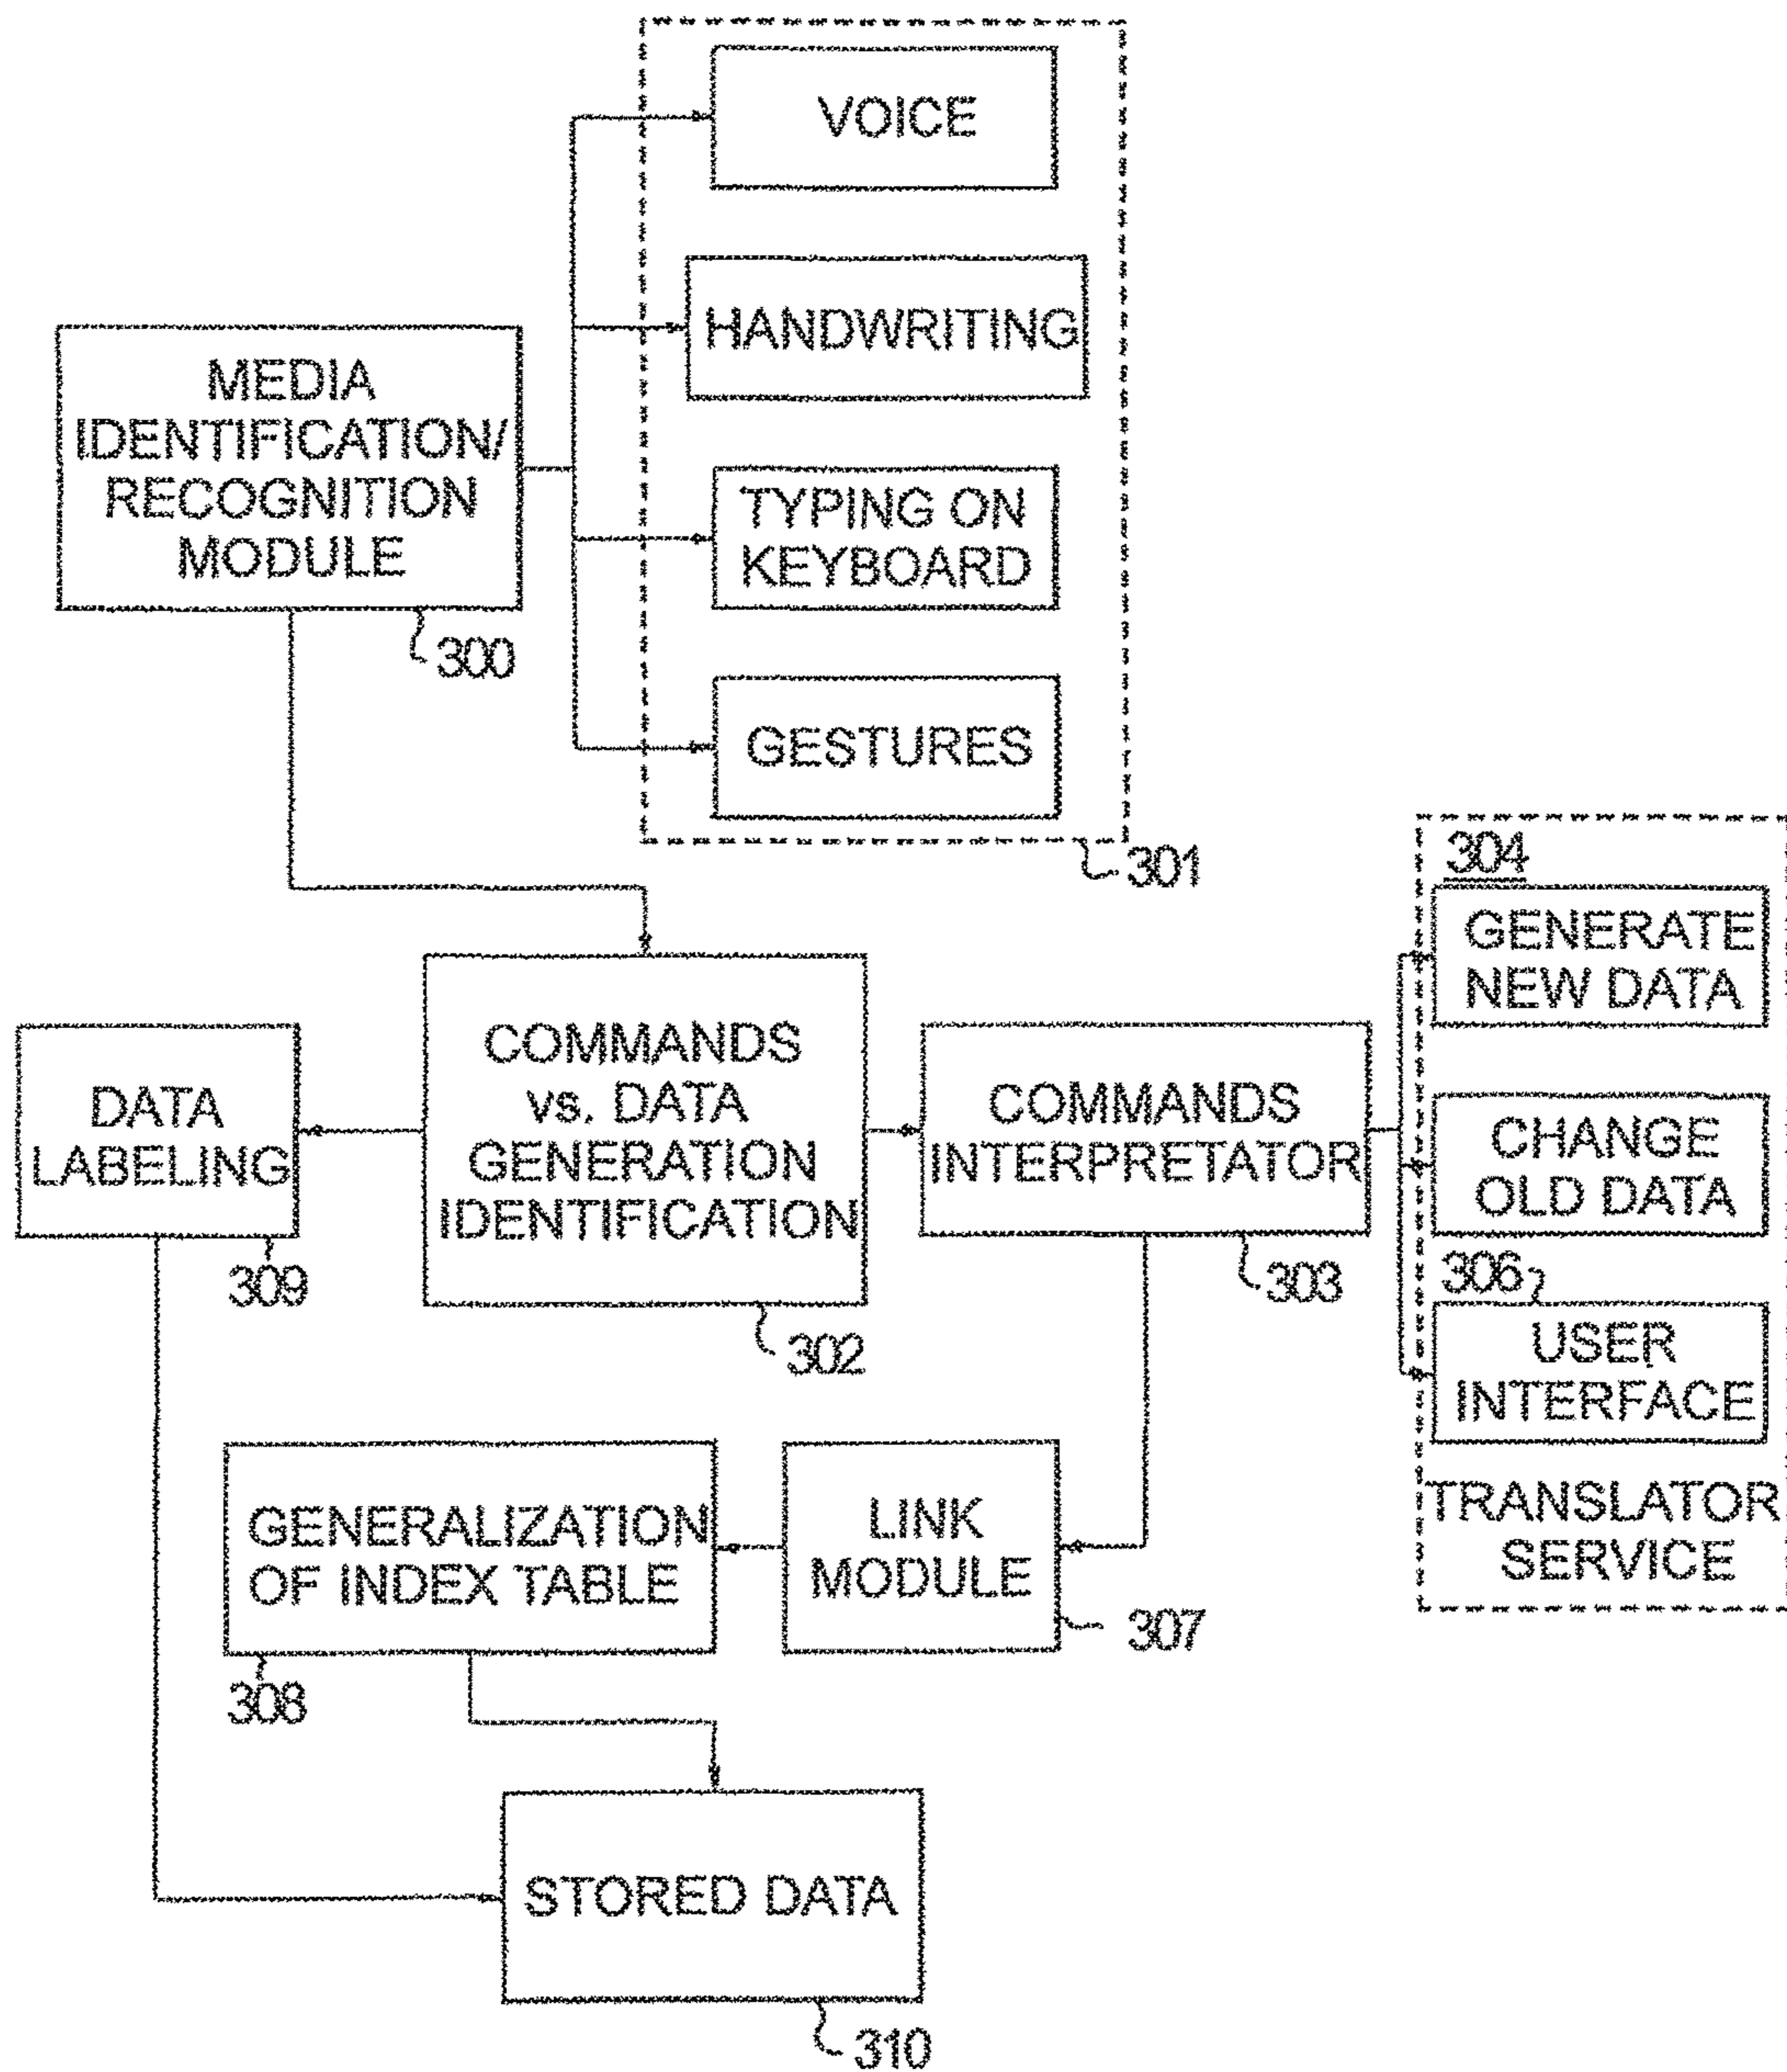 VOICE
HANDWRITING
MEDIA
IDENTIFICATION/
RECOGNITION
MODULE
300
TYPING ON
KEYBOARD
GESTURES
301
304
GENERATE
NEW DATA
COMMANDS
vs. DATA
GENERATION
IDENTIFICATION
302
DATA
LABELING
309
COMMANDS
INTERPRETATOR
303
CHANGE
OLD DATA
306
USER
INTERFACE
TRANSLATOR
SERVICE
GENERALIZATION
OF INDEX TABLE
308
LINK
MODULE
307
STORED DATA
310